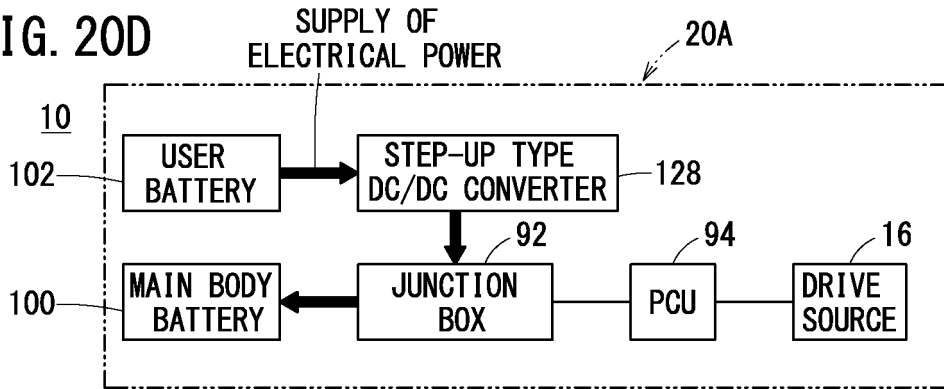 IG. 20D
SUPPLY OF
ELECTRICAL POWER
20A
10
102
USER
BATTERY
STEP-UP TYPE
DC/DC CONVERTER
128
92
94
16
100
MAIN BODY
BATTERY
JUNCTION
BOX
PCU
DRIVE
SOURCE